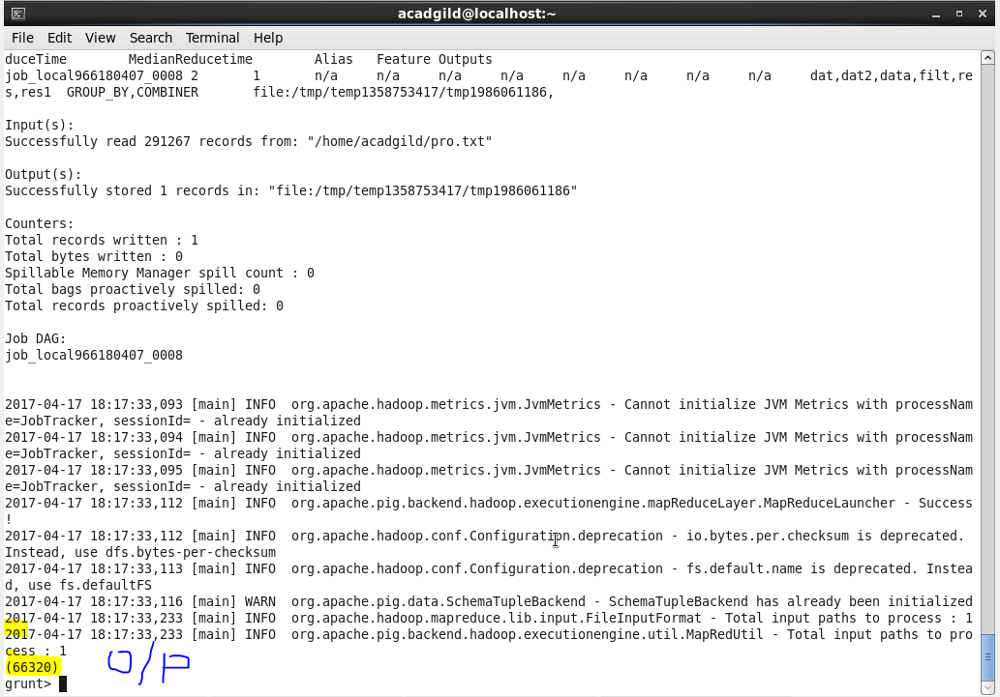 acadgild@localhost:~
File Edit View Search Terminal Help
duceTime MedianReducetime Alias Feature Outputs
job_local966180407_0008 2 1 n/a n/a n/a n/a n/a n/a n/a n/a dat,dat2,data,filt,re
s,res1 GROUP_BY,COMBINER file:/tmp/temp1358753417/tmp1986061186,
Input(s):
Successfully read 291267 records from: "/home/acadgild/pro.txt"
Output(s):
Successfully stored 1 records in: "file:/tmp/temp1358753417/tmp1986061186"
Counters:
Total records written : 1
Total bytes written : 0
Spillable Memory Manager spill count : 0
Total bags proactively spilled: 0
Total records proactively spilled: 0
Job DAG:
job_local966180407_0008
2017-04-17 18:17:33,093 [main] INFO org.apache.hadoop.metrics.jvm.JvmMetrics - Cannot initialize JVM Metrics with processNam
e=JobTracker, sessionId= - already initialized
2017-04-17 18:17:33,094 [main] INFO org.apache.hadoop.metrics.jvm.JvmMetrics - Cannot initialize JVM Metrics with processNam
e=JobTracker, sessionId= - already initialized
2017-04-17 18:17:33,095 [main] INFO org.apache.hadoop.metrics.jvm.JvmMetrics - Cannot initialize JVM Metrics with processNam
e=JobTracker, sessionId= - already initialized
2017-04-17 18:17:33,112 [main] INFO org.apache.pig.backend.hadoop.executionengine.mapReduceLayer.MapReduceLauncher - Success
!
2017-04-17 18:17:33,112 [main] INFO org.apache.hadoop.conf.Configuration.deprecation - io.bytes.per.checksum is deprecated.
Instead, use dfs.bytes-per-checksum
2017-04-17 18:17:33,113 [main] INFO org.apache.hadoop.conf.Configuration.deprecation - fs.default.name is deprecated. Instea
d, use fs.defaultFS
2017-04-17 18:17:33,116 [main] WARN org.apache.pig.data.SchemaTupleBackend - SchemaTupleBackend has already been initialized
2017-04-17 18:17:33,233 [main] INFO org.apache.hadoop.mapreduce.lib.input.FileInputFormat - Total input paths to process : 1
2017-04-17 18:17:33,233 [main] INFO org.apache.pig.backend.hadoop.executionengine.util.MapRedUtil - Total input paths to pro
cess : 1
(66320) O/P
grunt>